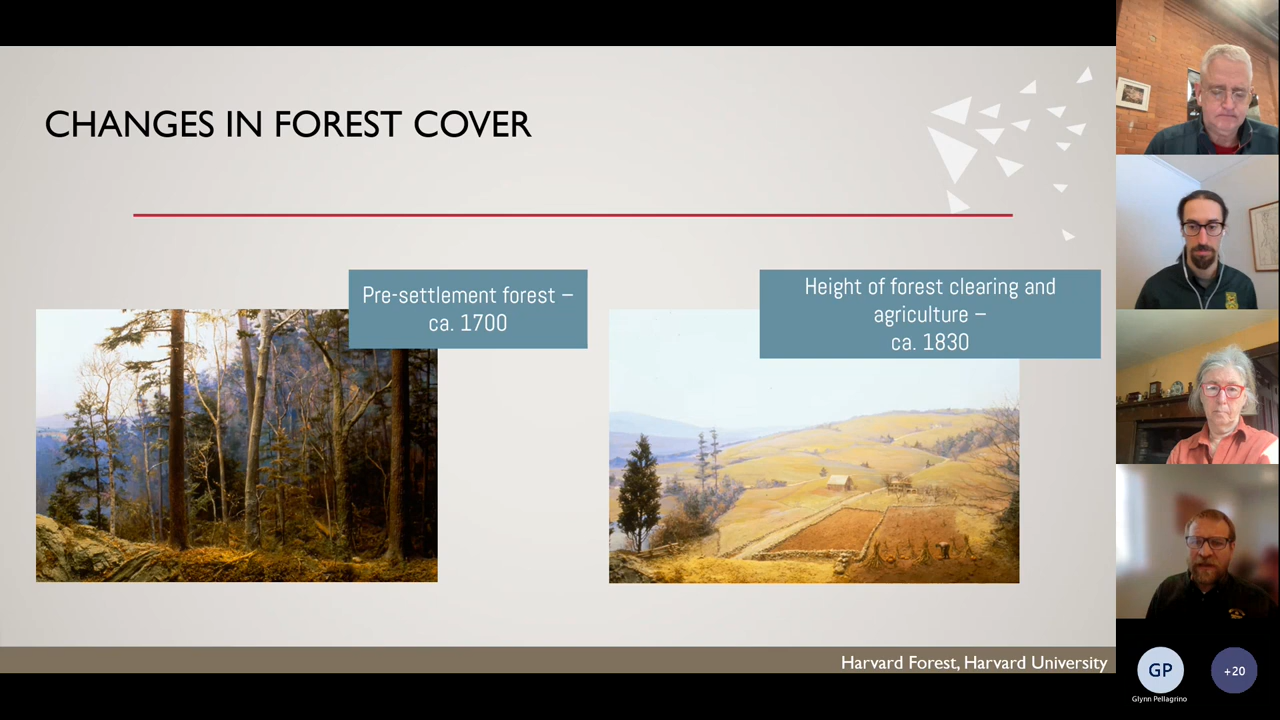 CHANGES IN FOREST COVER
Pre-settlement forest –
ca. 1700
Height of forest clearing and
agriculture –
ca. 1830
Harvard Forest, Harvard University
GP
+20
Glynn Pellagrino